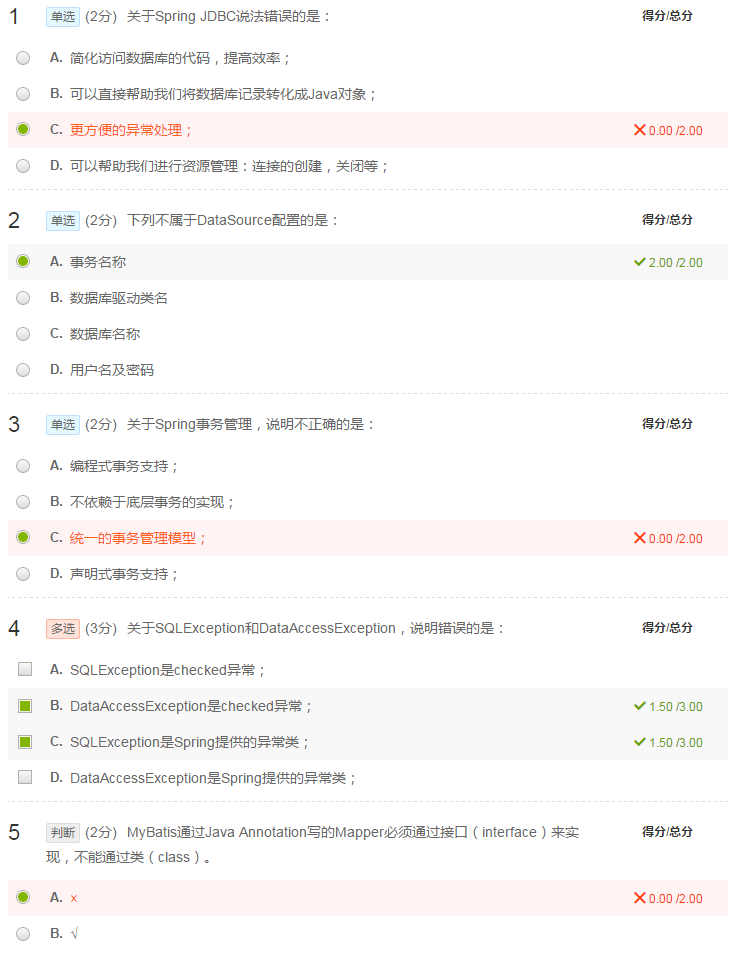 1 单选 (2分) 关于Spring JDBC说法错误的是： 得分/总分
A. 简化访问数据库的代码，提高效率；
B. 可以直接帮助我们将数据库记录转化成Java对象；
C. 更方便的异常处理； 0.00 /2.00
D. 可以帮助我们进行资源管理：连接的创建，关闭等；
2 单选 (2分) 下列不属于DataSource配置的是： 得分/总分
A. 事务名称 2.00 /2.00
B. 数据库驱动类名
C. 数据库名称
D. 用户名及密码
3 单选 (2分) 关于Spring事务管理，说明不正确的是： 得分/总分
A. 编程式事务支持；
B. 不依赖于底层事务的实现；
C. 统一的事务管理模型； 0.00 /2.00
D. 声明式事务支持；
4 多选 (3分) 关于SQLException和DataAccessException，说明错误的是： 得分/总分
A. SQLException是checked异常；
B. DataAccessException是checked异常； 1.50 /3.00
C. SQLException是Spring提供的异常类； 1.50 /3.00
D. DataAccessException是Spring提供的异常类；
5 判断 (2分) MyBatis通过Java Annotation写的Mapper必须通过接口（interface）来实 得分/总分
现，不能通过类（class）。
A. × 0.00 /2.00
B. √